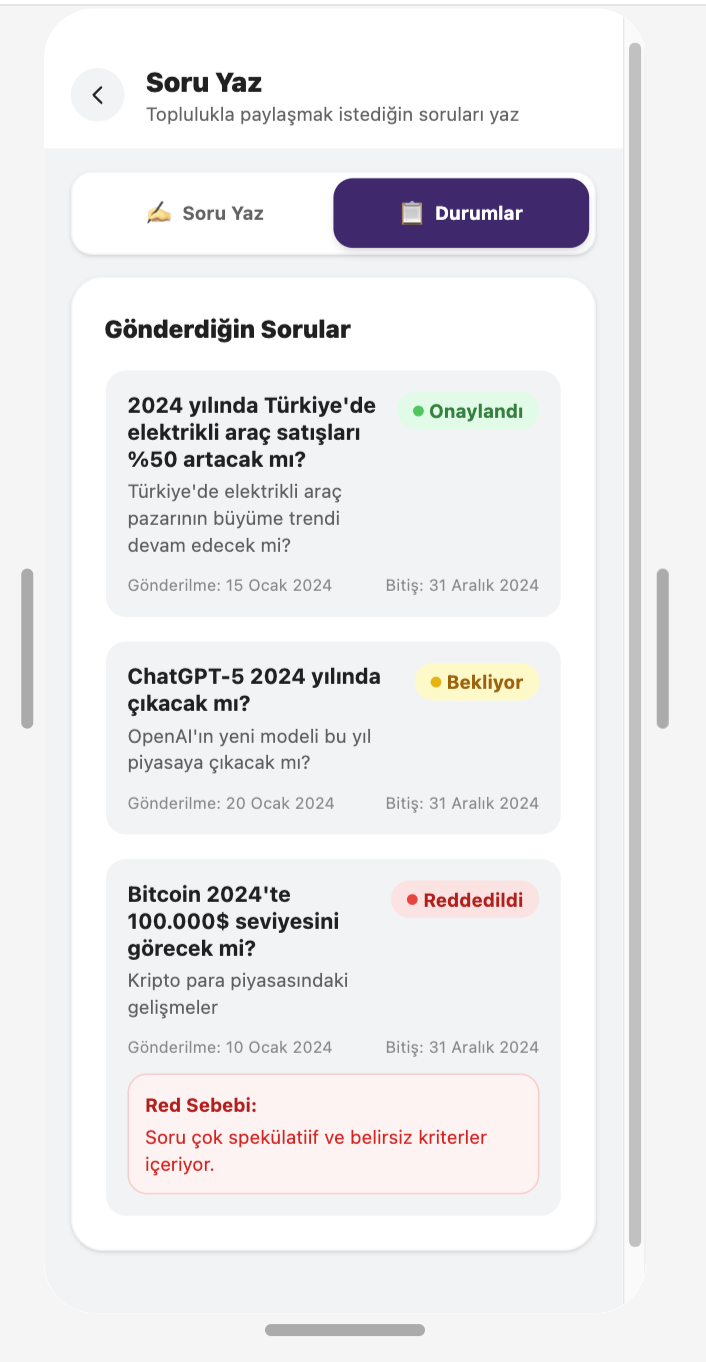 Soru Yaz
Toplulukla paylaşmak istediğin soruları yaz
Soru Yaz
Durumlar
Gönderdiğin Sorular
2024 yılında Türkiye'de
elektrikli araç satışları
%50 artacak mı?
Onaylandı
Türkiye'de elektrikli araç
pazarının büyüme trendi
devam edecek mi?
Gönderilme: 15 Ocak 2024
Bitiş: 31 Aralık 2024
ChatGPT-5 2024 yılında
çıkacak mı?
Bekliyor
OpenAI'ın yeni modeli bu yıl
piyasaya çıkacak mı?
Gönderilme: 20 Ocak 2024
Bitiş: 31 Aralık 2024
Bitcoin 2024'te
100.000$ seviyesini
görecek mi?
Reddedildi
Kripto para piyasasındaki
gelişmeler
Gönderilme: 10 Ocak 2024
Bitiş: 31 Aralık 2024
Red Sebebi:
Soru çok spekülatiif ve belirsiz kriterler
içeriyor.